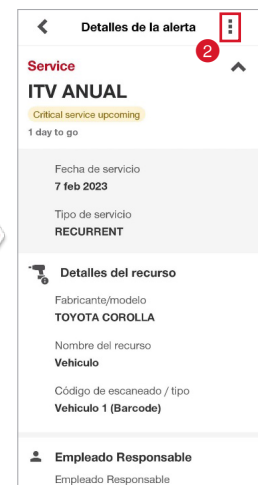 Detalles de la alerta
2
Service
ITV ANUAL
Critical service upcoming
1 day to go
Fecha de servicio
7 feb 2023
Tipo de servicio
RECURRENT
Detalles del recurso
Fabricante/modelo
TOYOTA COROLLA
Nombre del recurso
Vehiculo
Código de escaneado / tipo
Vehiculo 1 (Barcode)
Empleado Responsable
Empleado Responsable